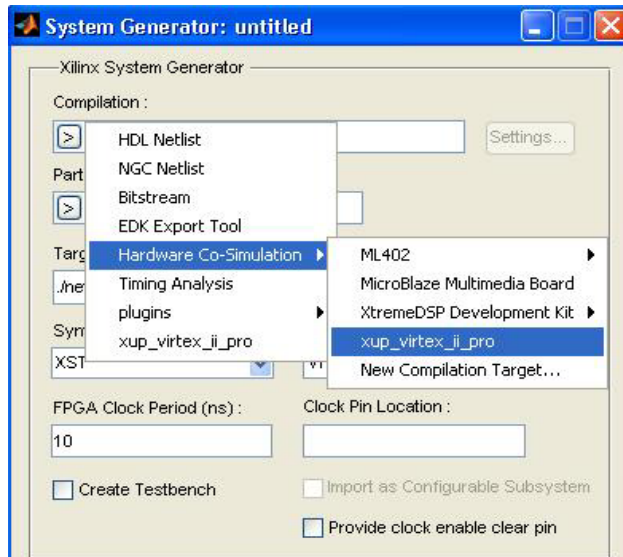 System Generator: untitled
Xilinx System Generator
Compilation :
>
Settings...
HDL Netlist
NGC Netlist
Bitstream
EDK Export Tool
Hardware Co-Simulation
Timing Analysis
plugins
xup_virtex_ii_pro
ML402
MicroBlaze Multimedia Board
XtremeDSP Development Kit
xup_virtex_ii_pro
New Compilation Target...
Part
>
./ne
XST
FPGA Clock Period (ns) :
Clock Pin Location :
10
Create Testbench
Import as Configurable Subsystem
Provide clock enable clear pin